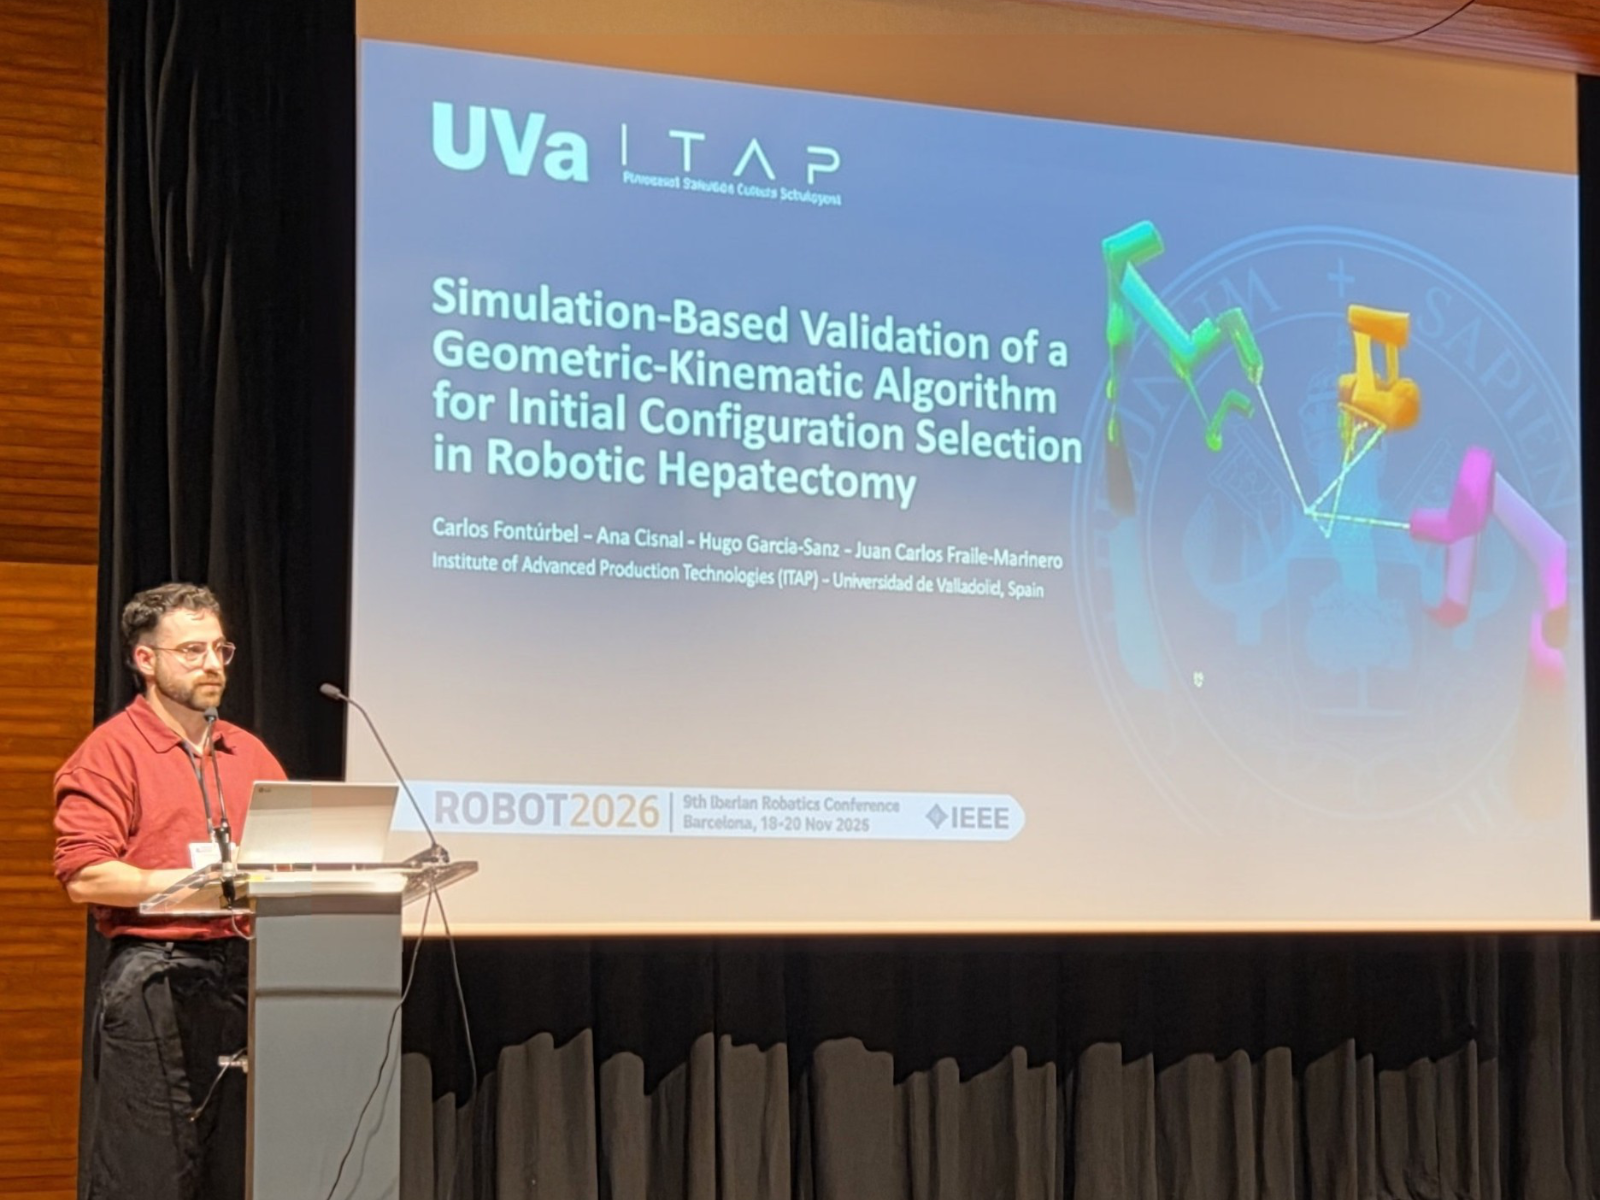 UVa
ITAP
Simulation-Based Validation of a
Geometric-Kinematic Algorithm
for Initial Configuration Selection
in Robotic Hepatectomy
Carlos Fontúrbel – Ana Cisnal - Hugo García-Sanz – Juan Carlos Fraile-Marinero
Institute of Advanced Production Technologies (ITAP) – Universidad de Valladolid, Spain
SAPIEN
ROBOT2026
9th Iberian Robotics Conference
Barcelona, 18-20 Nov 2026
IEEE